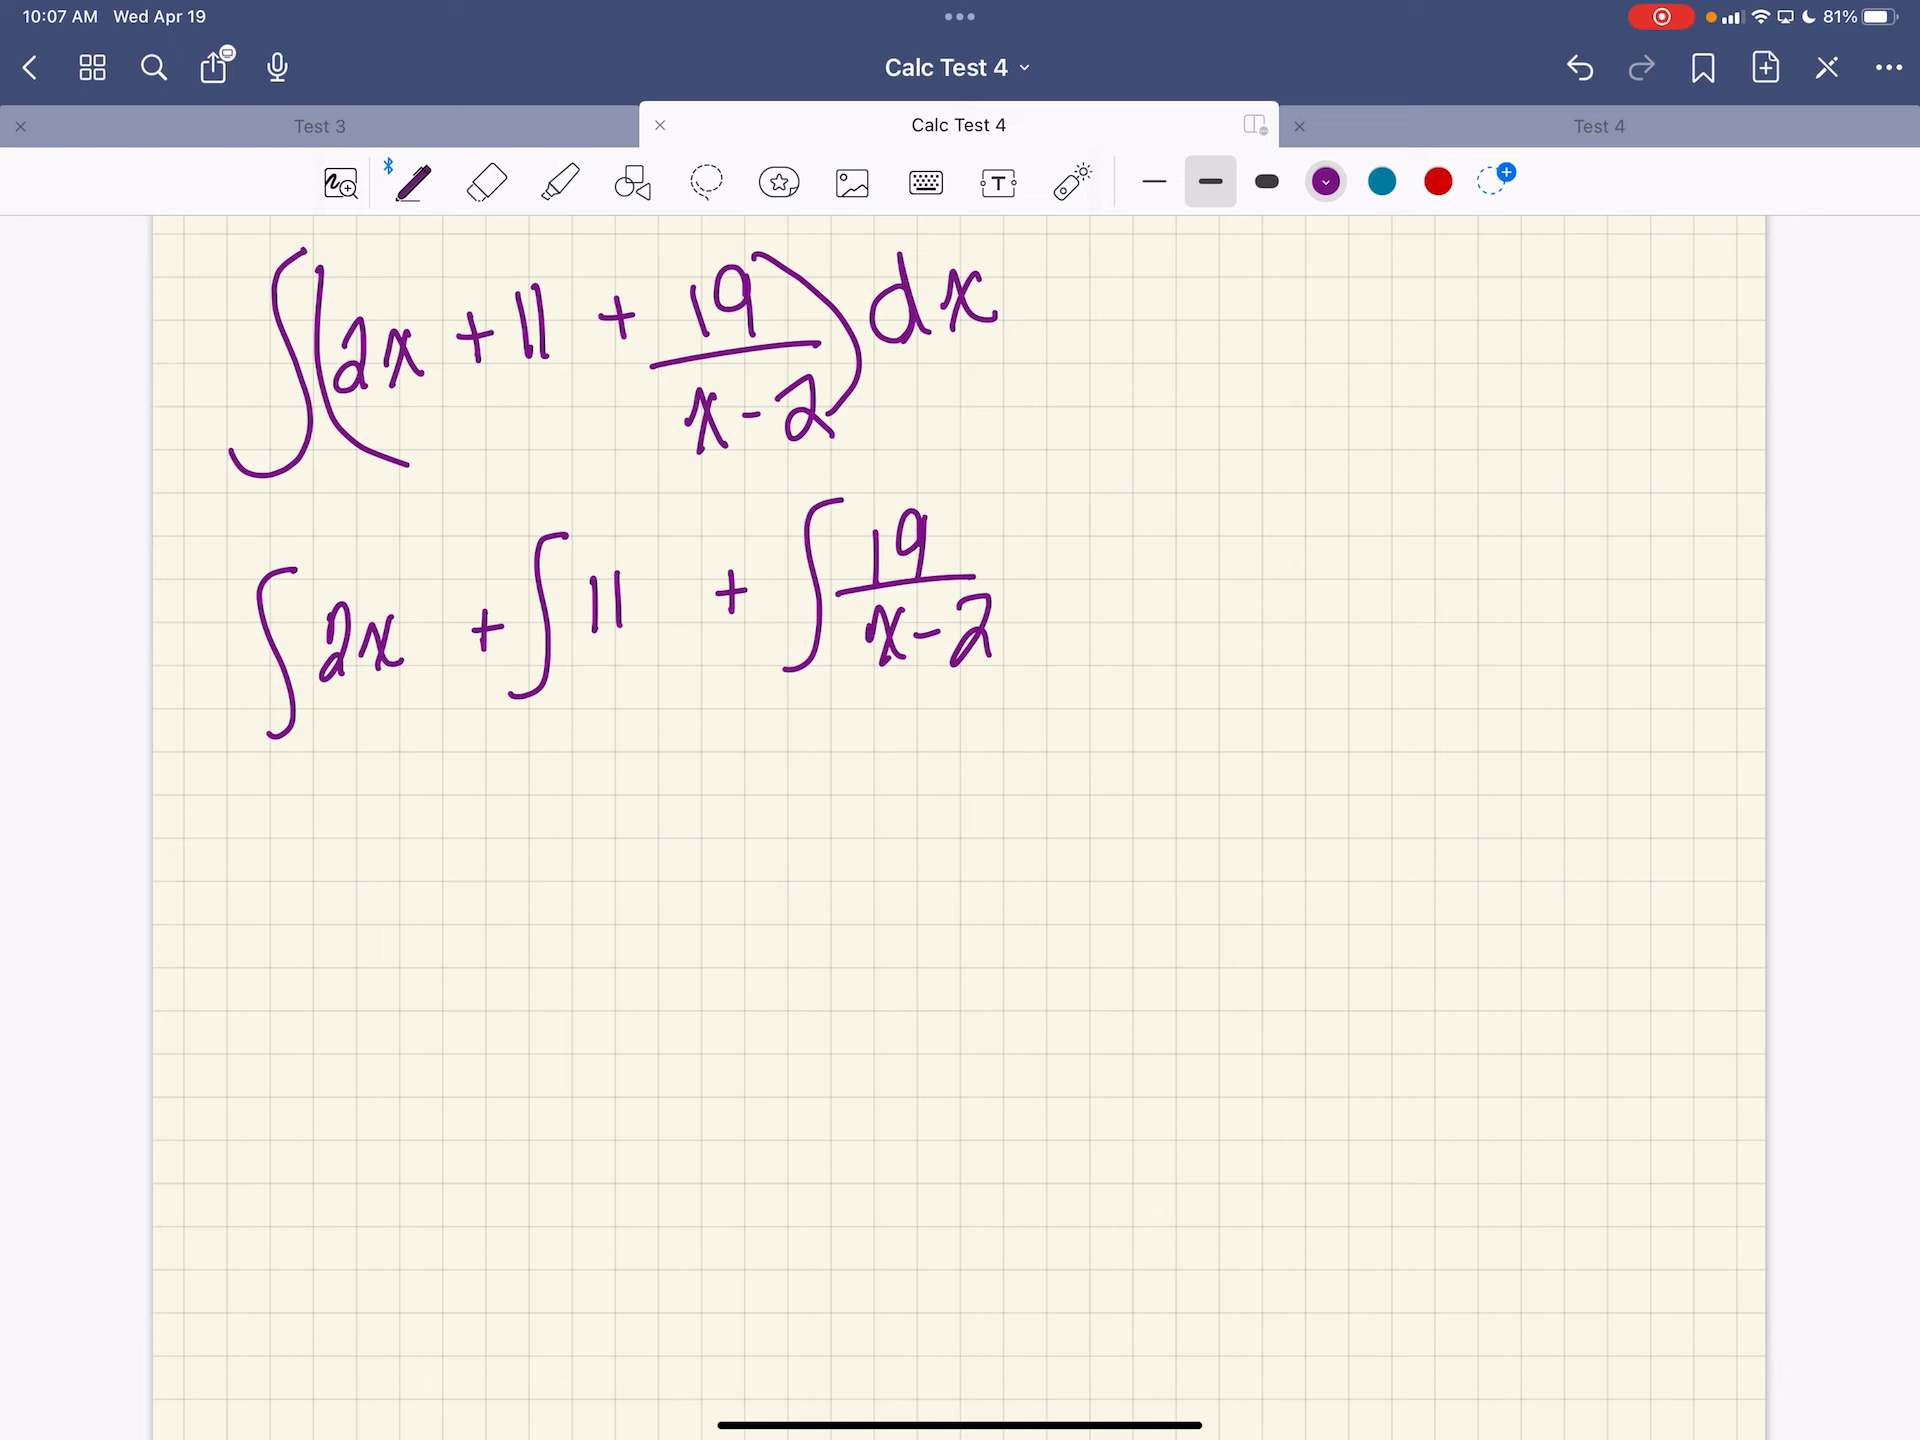 10:07 AM Wed Apr 19 81%
Calc Test 4
Test 3 Calc Test 4 Test 4
∫(2x + 11 + 19/(x-2)) dx
∫2x + ∫11 + ∫19/(x-2)